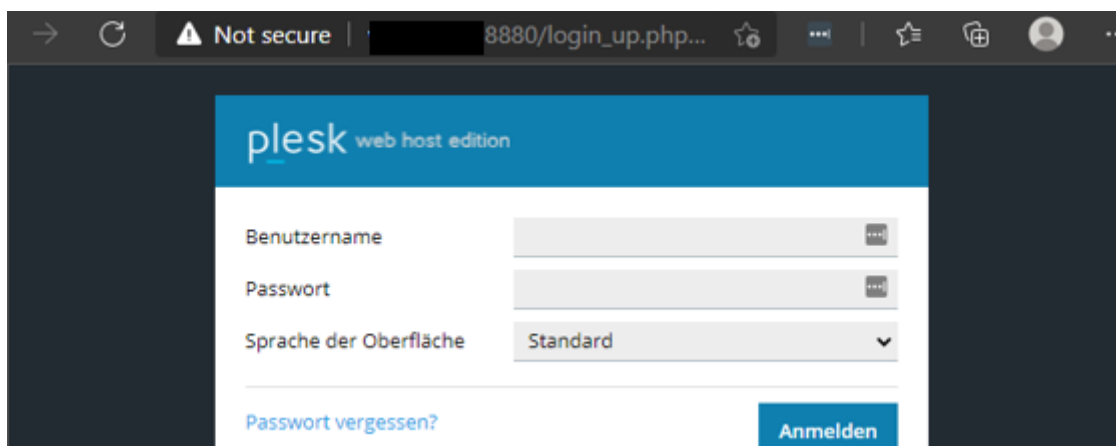 Not secure 8880/login_up.php...
plesk web host edition
Benutzername
Passwort
Sprache der Oberfläche Standard
Passwort vergessen? Anmelden